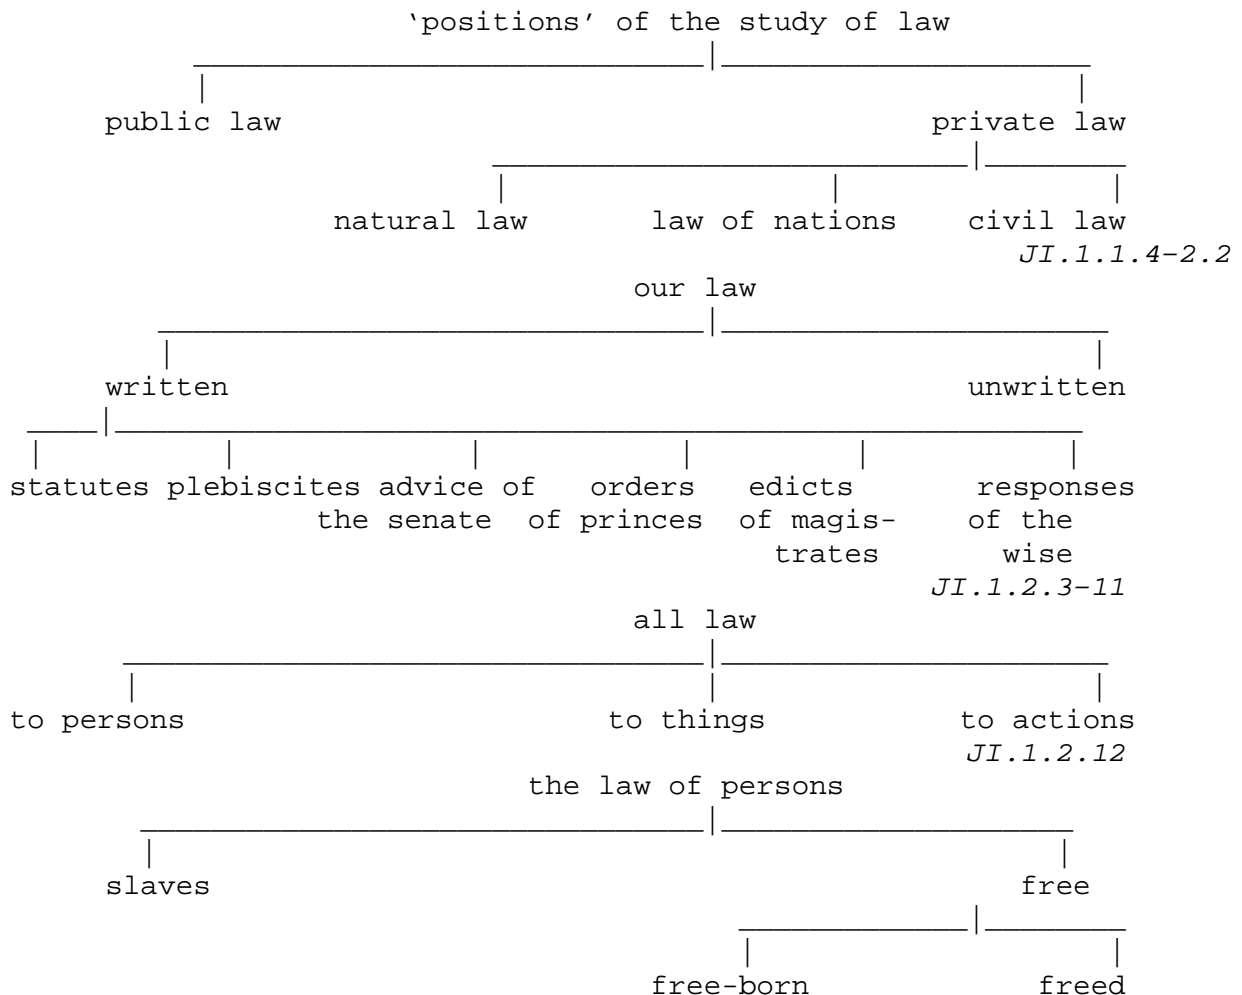 ‘positions’ of the study of law
public law private law
natural law law of nations civil law
JI.1.1.4–2.2
our law
written unwritten
statutes plebiscites advice of orders edicts responses
the senate of princes of magis- of the
trates wise
JI.1.2.3–11
all law
to persons to things to actions
JI.1.2.12
the law of persons
slaves free
free-born freed